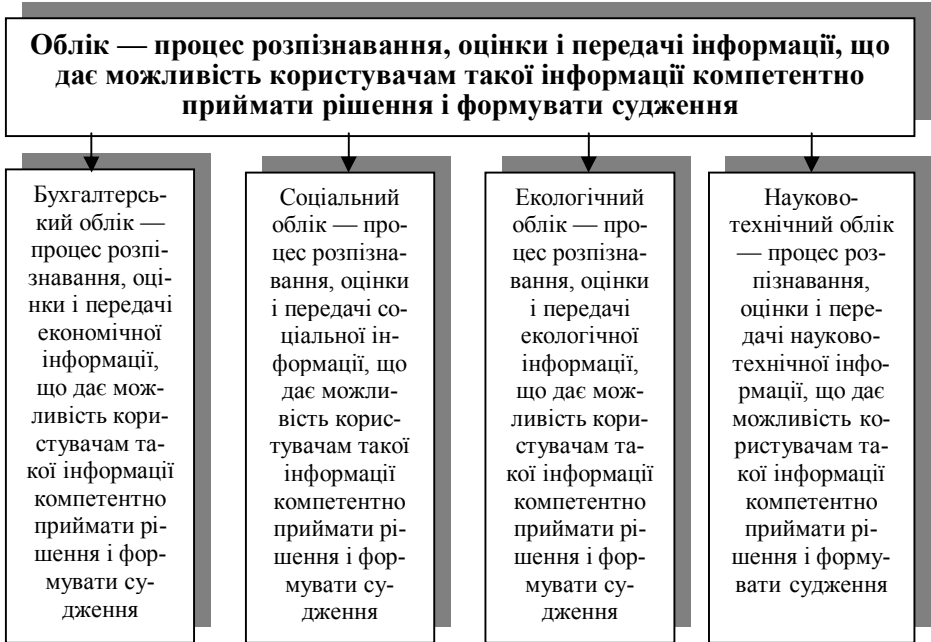 Облік — процес розпізнавання, оцінки і передачі інформації, що
дає можливість користувачам такої інформації компетентно
приймати рішення і формувати судження
Бухгалтерсь-
кий облік —
процес розпі-
знавання, оці-
нки і передачі
економічної
інформації,
що дає мож-
ливість кори-
стувачам та-
кої інформації
компетентно
приймати рі-
шення і фор-
мувати су-
дження
Соціальний
облік — про-
цес розпізна-
вання, оцінки
і передачі со-
ціальної ін-
формації, що
дає можли-
вість корис-
тувачам такої
інформації
компетентно
приймати рі-
шення і фор-
мувати су-
дження
Екологічний
облік — про-
цес розпізна-
вання, оцінки
і передачі
екологічної
інформації,
що дає мож-
ливість кори-
стувачам та-
кої інформації
компетентно
приймати рі-
шення і фор-
мувати су-
дження
Науково-
технічний облік
— процес роз-
пізнавання,
оцінки і пере-
дачі науково-
технічної інфо-
рмації, що дає
можливість ко-
ристувачам та-
кої інформації
компетентно
приймати рі-
шення і форму-
вати судження